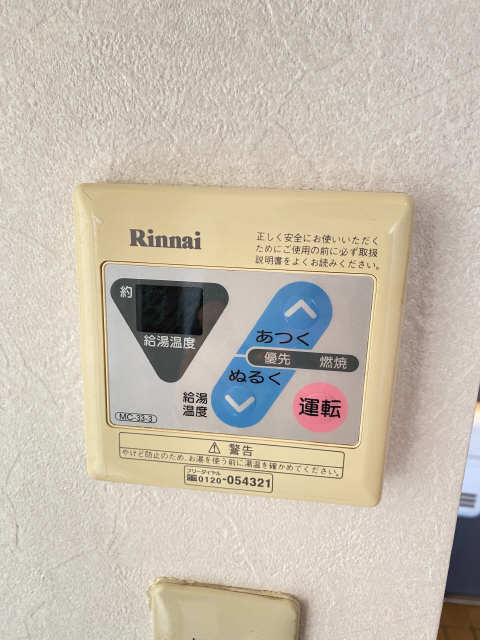 Rinnai
正しく安全にお使いいただく
ためにご使用の前に必ず取扱
説明書をよくお読みください。
約
給湯温度
あつく
優先 燃焼
ぬるく
給湯
温度
運転
MC-33-3
⚠ 警告
やけど防止のため、お湯を使う前に湯温を確かめてください。
フリーダイヤル
0120-054321